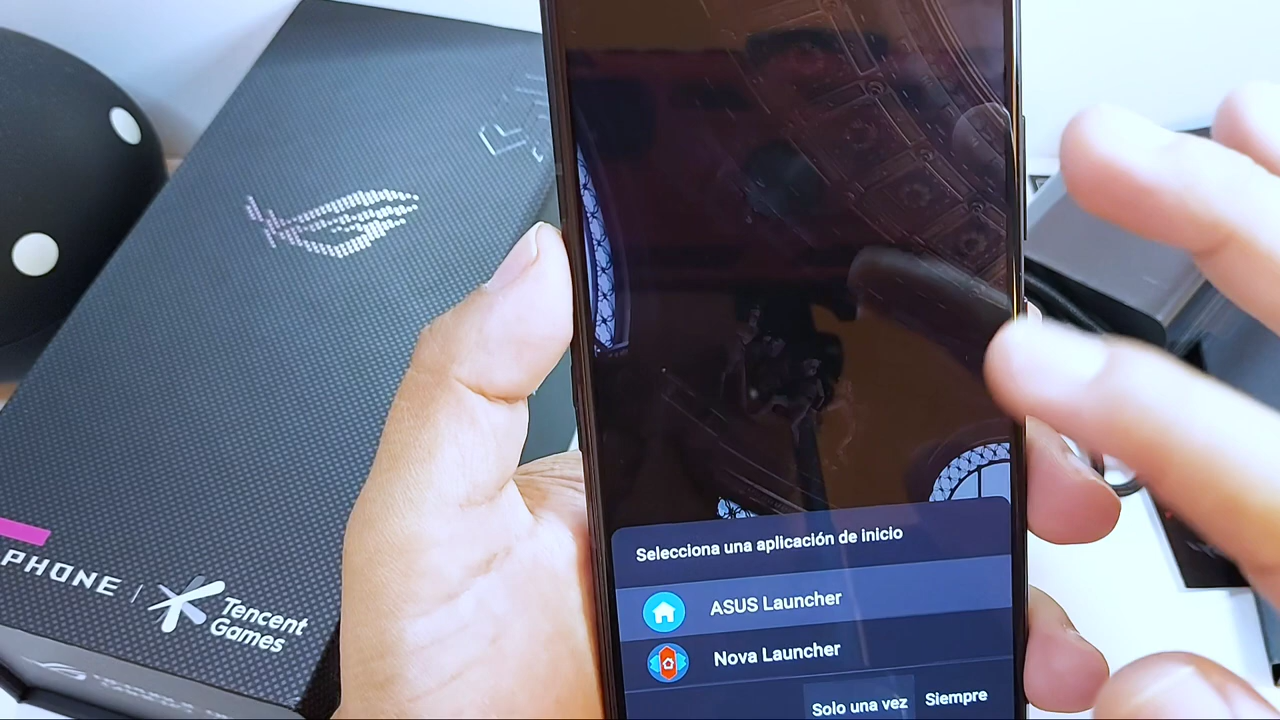 PHONE
Tencent
Games
Selecciona una aplicación de inicio
ASUS Launcher
Nova Launcher
Solo una vez Siempre